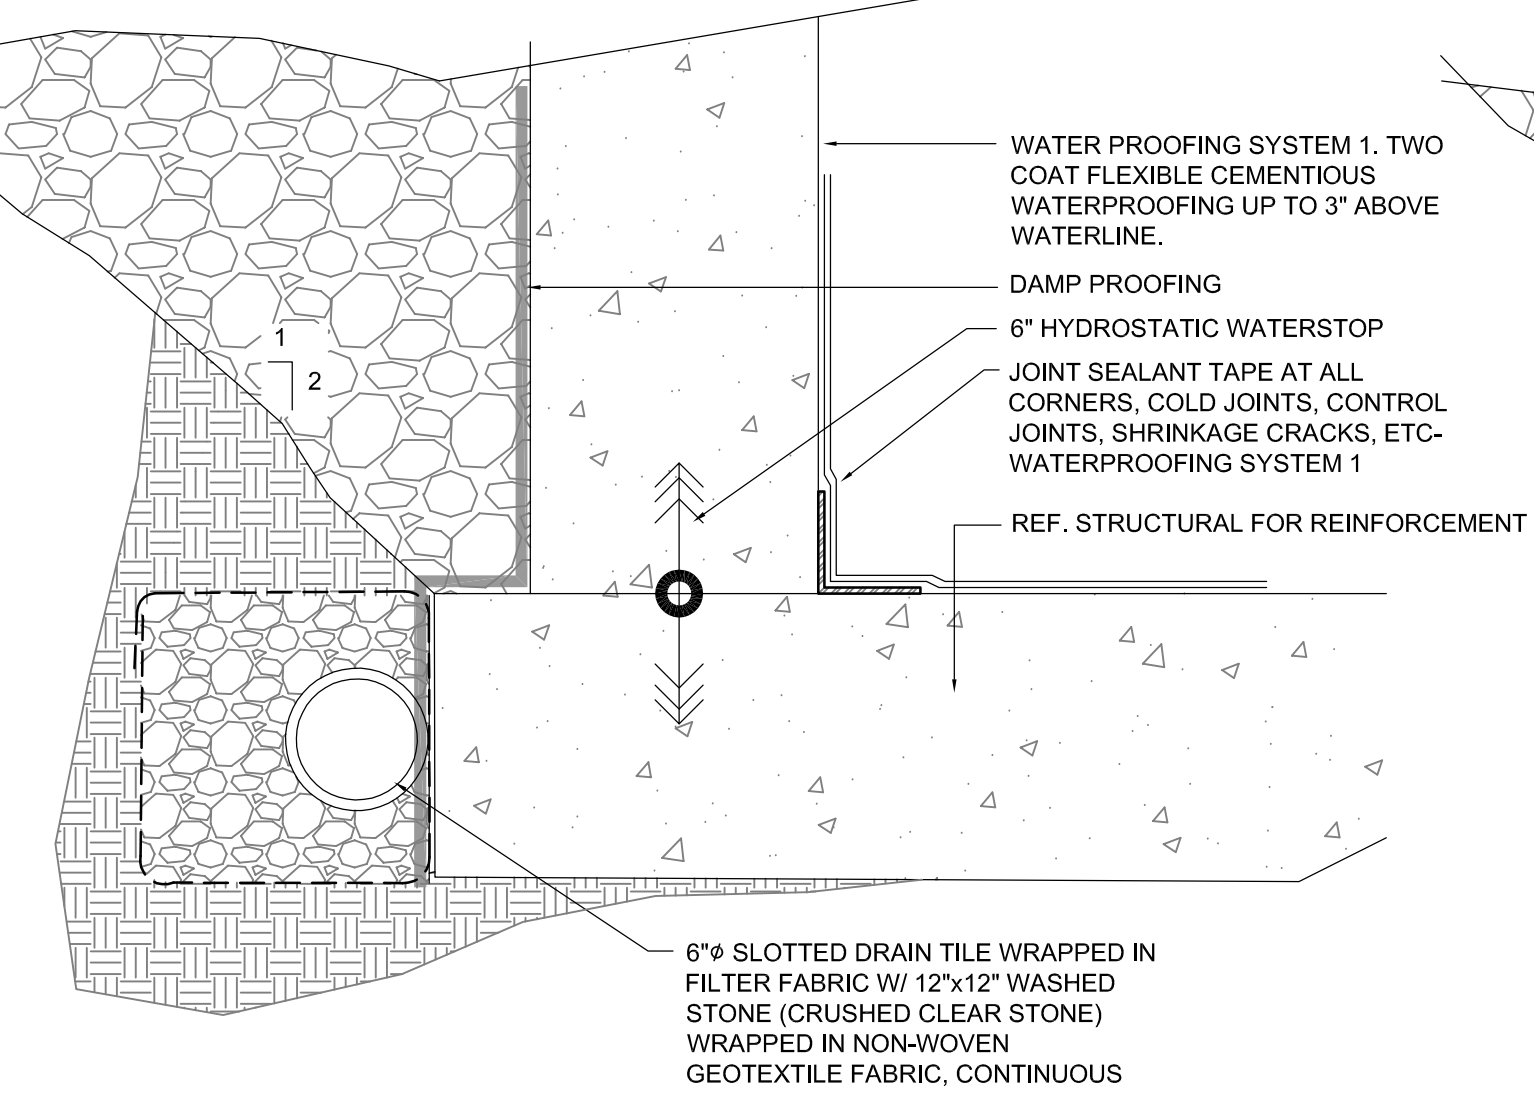 WATER PROOFING SYSTEM 1. TWO
COAT FLEXIBLE CEMENTIOUS
WATERPROOFING UP TO 3" ABOVE
WATERLINE.
DAMP PROOFING
6" HYDROSTATIC WATERSTOP
1
2
JOINT SEALANT TAPE AT ALL
CORNERS, COLD JOINTS, CONTROL
JOINTS, SHRINKAGE CRACKS, ETC-
WATERPROOFING SYSTEM 1
REF. STRUCTURAL FOR REINFORCEMENT
6"⌀ SLOTTED DRAIN TILE WRAPPED IN
FILTER FABRIC W/ 12"x12" WASHED
STONE (CRUSHED CLEAR STONE)
WRAPPED IN NON-WOVEN
GEOTEXTILE FABRIC, CONTINUOUS